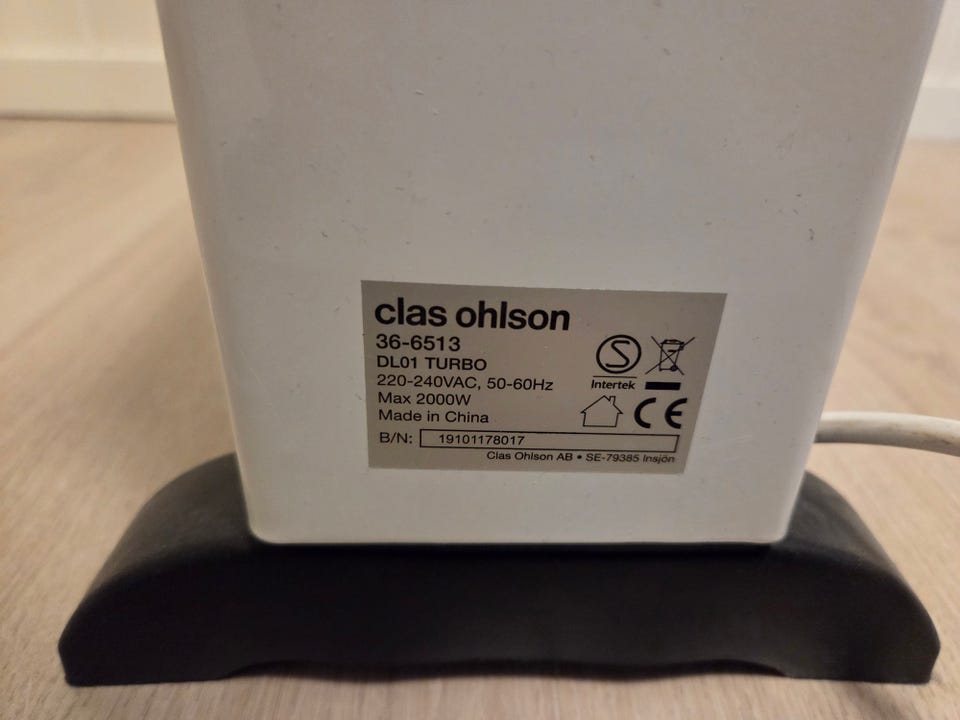 clas ohlson
36-6513
DL01 TURBO
220-240VAC, 50-60Hz
Max 2000W
Made in China
S
Intertek
CE
B/N: 19101178017
Clas Ohlson AB • SE-79385 Insjön